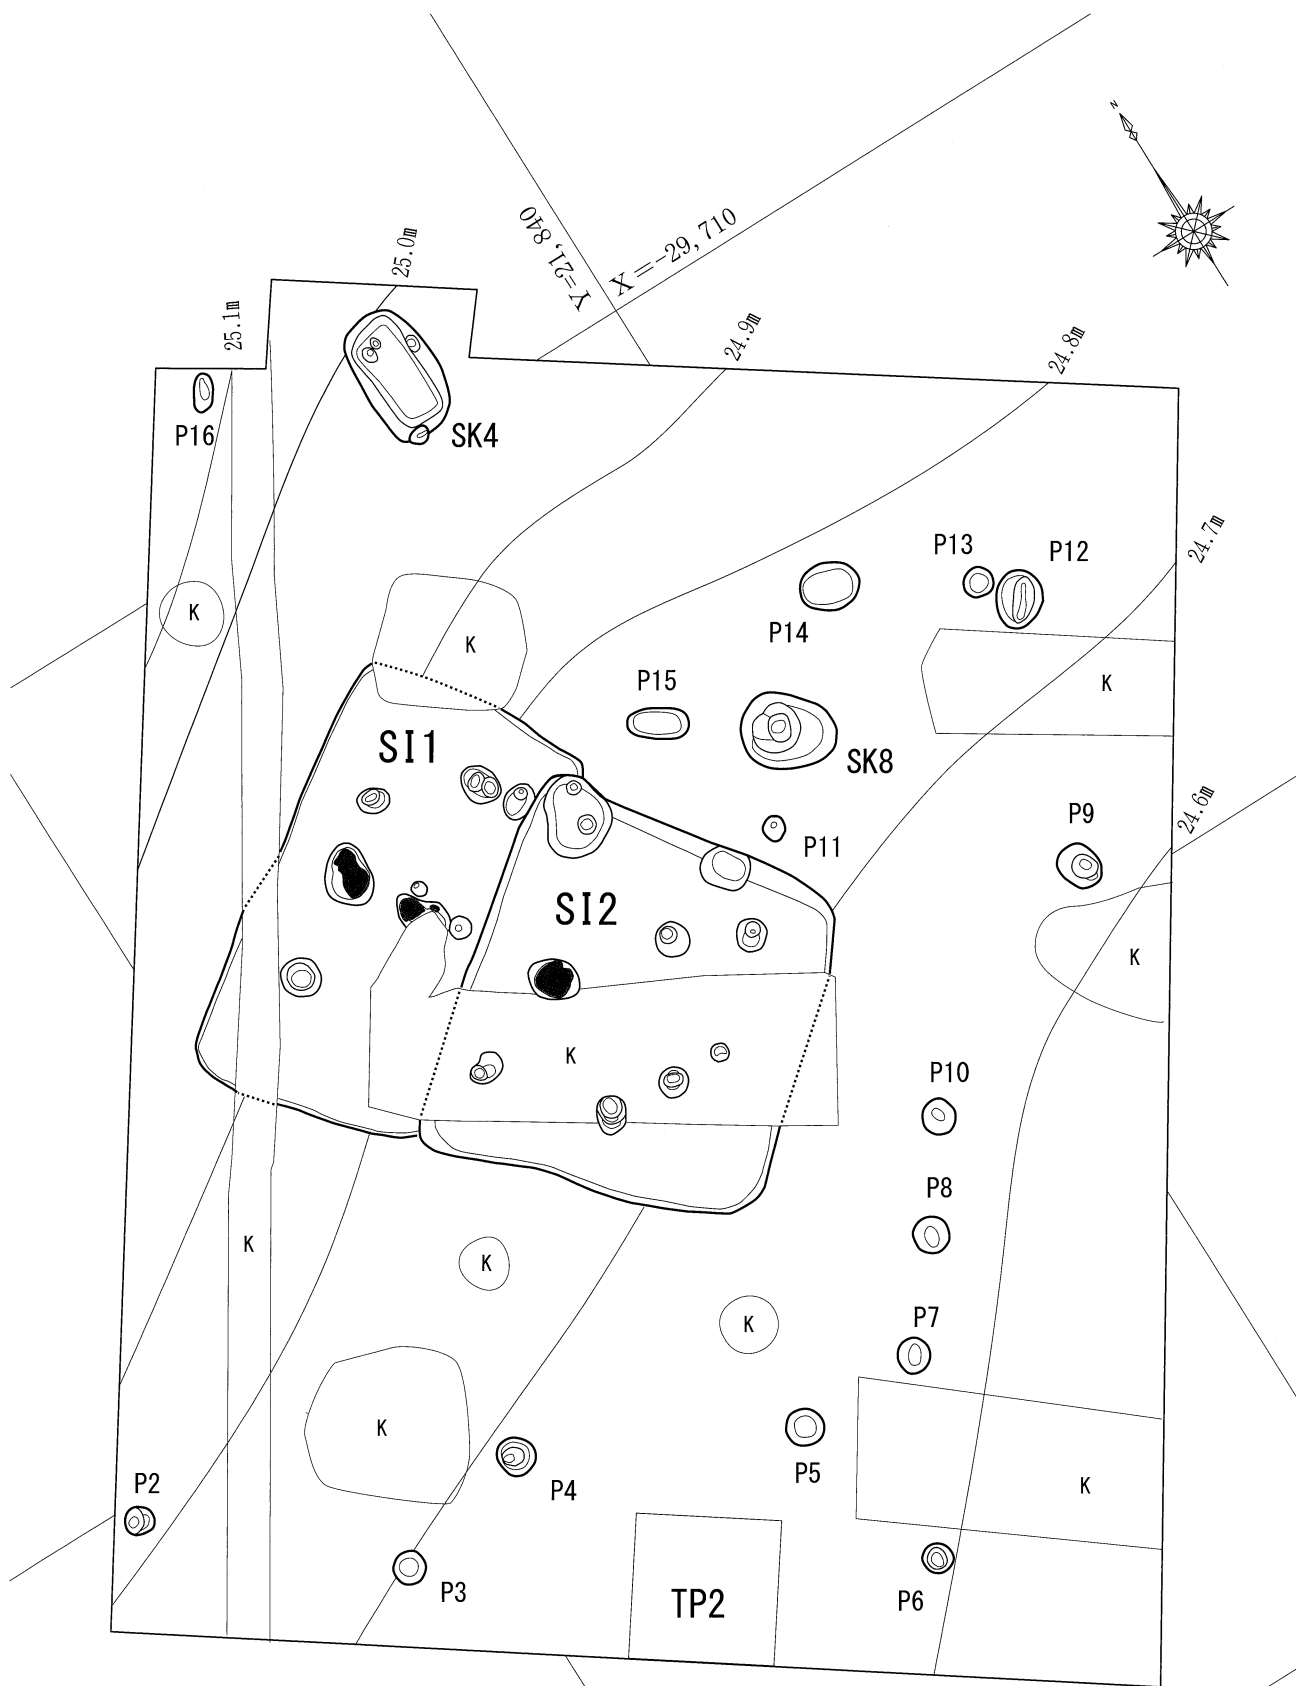 N
Y=21,840
X=-29,710
25.0m
25.1m
24.9m
24.8m
P16
SK4
24.7m
P13
P12
K
P14
K
K
P15
SI1
SK8
24.6m
P9
P11
SI2
K
K
P10
P8
K
K
P7
K
K
P5
P2
P4
K
P3
TP2
P6